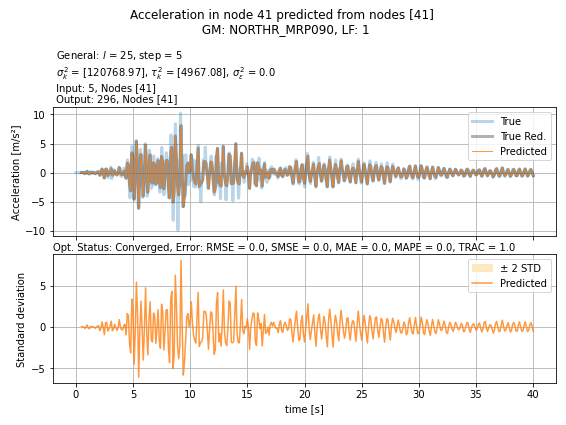 Acceleration in node 41 predicted from nodes [41]
GM: NORTHR_MRP090, LF: 1
General: l = 25, step = 5
σ²ₖ = [120768.97], τ²ₖ = [4967.08], σ²ε = 0.0
Input: 5, Nodes [41]
Output: 296, Nodes [41]
Acceleration [m/s²]
10
5
0
−5
−10
True
True Red.
Predicted
Opt. Status: Converged, Error: RMSE = 0.0, SMSE = 0.0, MAE = 0.0, MAPE = 0.0, TRAC = 1.0
Standard deviation
5
0
−5
± 2 STD
Predicted
0 5 10 15 20 25 30 35 40
time [s]